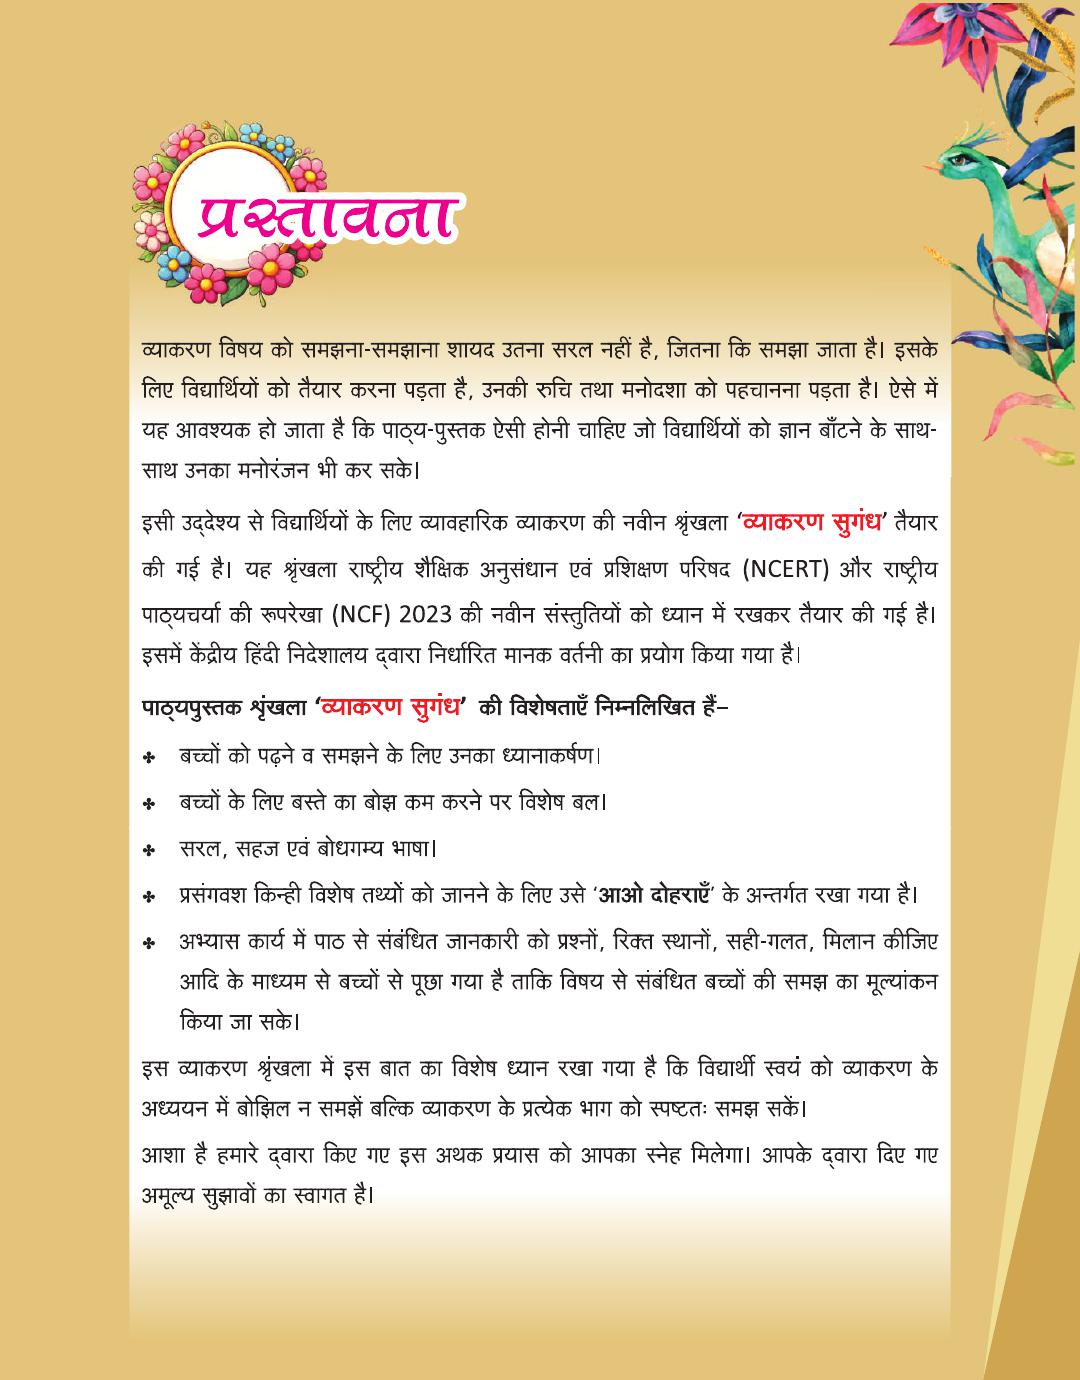 प्रस्तावना
व्याकरण विषय को समझना-समझाना शायद उतना सरल नहीं है, जितना कि समझा जाता है। इसके
लिए विद्यार्थियों को तैयार करना पड़ता है, उनकी रुचि तथा मनोदशा को पहचानना पड़ता है। ऐसे में
यह आवश्यक हो जाता है कि पाठ्य-पुस्तक ऐसी होनी चाहिए जो विद्यार्थियों को ज्ञान बाँटने के साथ-
साथ उनका मनोरंजन भी कर सके।
इसी उद्‌देश्य से विद्यार्थियों के लिए व्यावहारिक व्याकरण की नवीन श्रृंखला ‘व्याकरण सुगंध’ तैयार
की गई है। यह श्रृंखला राष्ट्रीय शैक्षिक अनुसंधान एवं प्रशिक्षण परिषद (NCERT) और राष्ट्रीय
पाठ्यचर्या की रूपरेखा (NCF) 2023 की नवीन संस्तुतियों को ध्यान में रखकर तैयार की गई है।
इसमें केंद्रीय हिंदी निदेशालय द्‌वारा निर्धारित मानक वर्तनी का प्रयोग किया गया है।
पाठ्यपुस्तक श्रृंखला ‘व्याकरण सुगंध’ की विशेषताएँ निम्नलिखित हैं–
✤ बच्चों को पढ़ने व समझने के लिए उनका ध्यानाकर्षण।
✤ बच्चों के लिए बस्ते का बोझ कम करने पर विशेष बल।
✤ सरल, सहज एवं बोधगम्य भाषा।
✤ प्रसंगवश किन्ही विशेष तथ्यों को जानने के लिए उसे ‘आओ दोहराएँ’ के अन्तर्गत रखा गया है।
✤ अभ्यास कार्य में पाठ से संबंधित जानकारी को प्रश्नों, रिक्त स्थानों, सही-गलत, मिलान कीजिए
आदि के माध्यम से बच्चों से पूछा गया है ताकि विषय से संबंधित बच्चों की समझ का मूल्यांकन
किया जा सके।
इस व्याकरण श्रृंखला में इस बात का विशेष ध्यान रखा गया है कि विद्यार्थी स्वयं को व्याकरण के
अध्ययन में बोझिल न समझें बल्कि व्याकरण के प्रत्येक भाग को स्पष्टतः समझ सकें।
आशा है हमारे द्‌वारा किए गए इस अथक प्रयास को आपका स्नेह मिलेगा। आपके द्‌वारा दिए गए
अमूल्य सुझावों का स्वागत है।